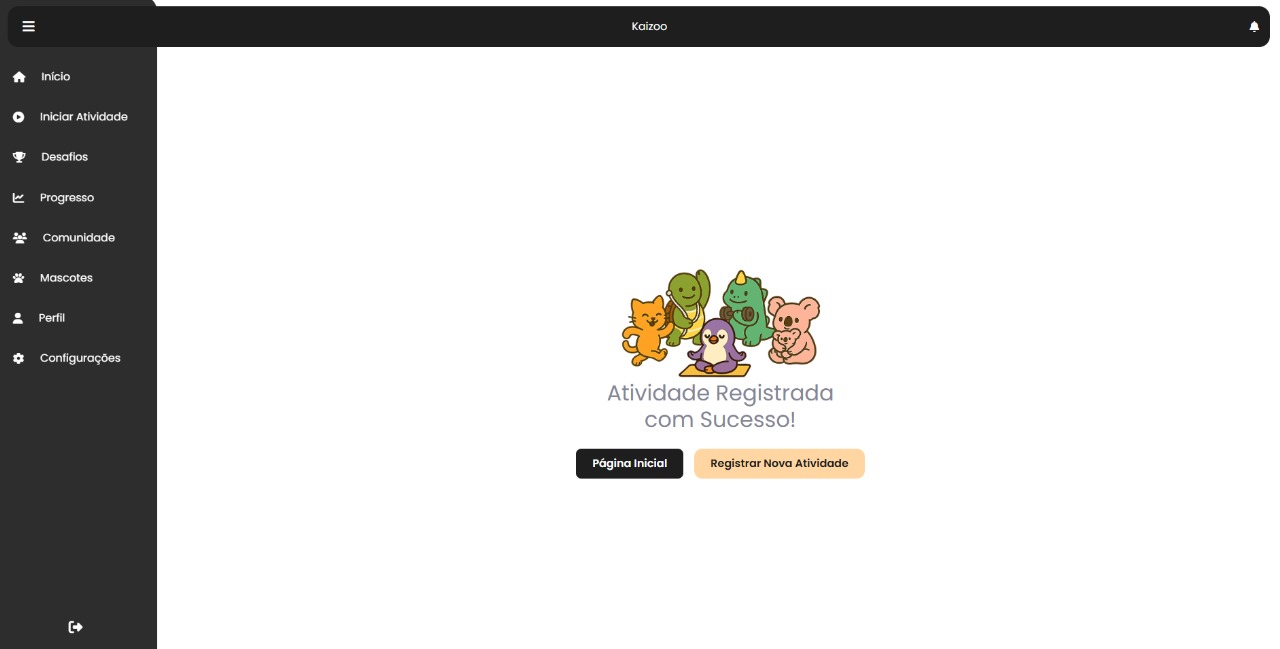 Kaizoo
Início
Iniciar Atividade
Desafios
Progresso
Comunidade
Mascotes
Perfil
Configurações
Atividade Registrada
com Sucesso!
Página Inicial
Registrar Nova Atividade